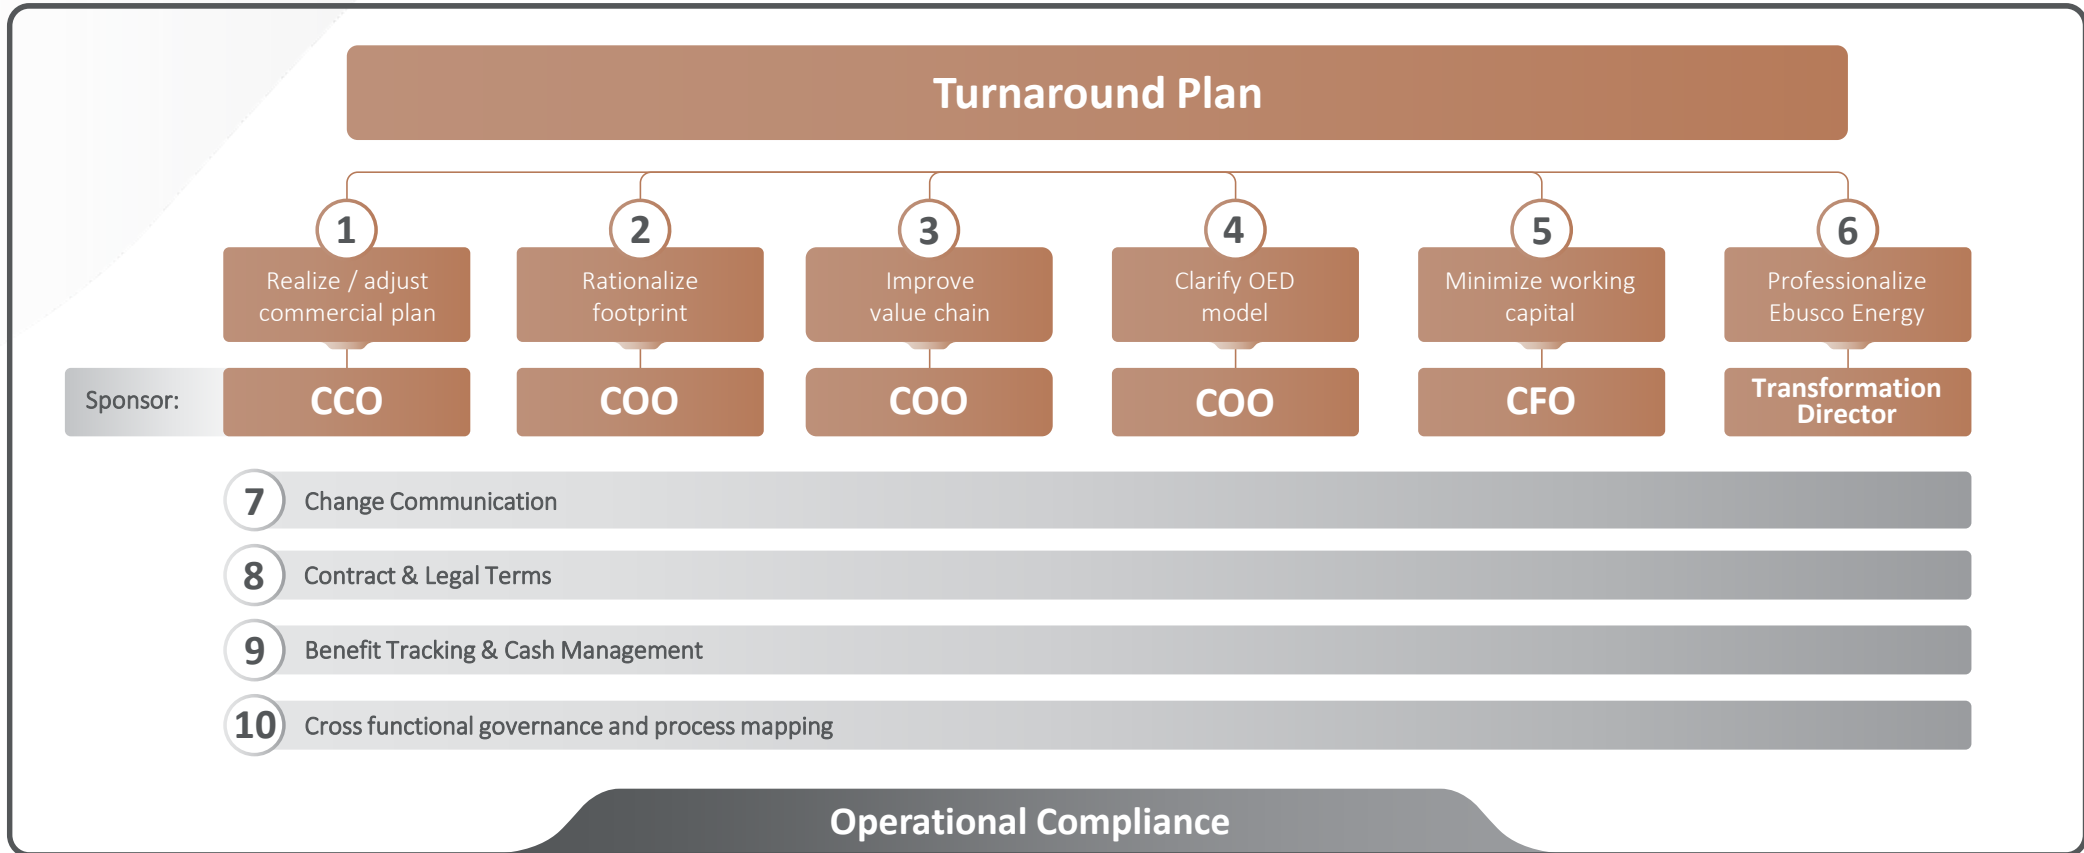 Turnaround Plan
1
2
3
4
5
6
Realize / adjust
commercial plan
Rationalize
footprint
Improve
value chain
Clarify OED
model
Minimize working
capital
Professionalize
Ebusco Energy
Sponsor:
CCO
COO
COO
COO
CFO
Transformation
Director
7 Change Communication
8 Contract & Legal Terms
9 Benefit Tracking & Cash Management
10 Cross functional governance and process mapping
Operational Compliance